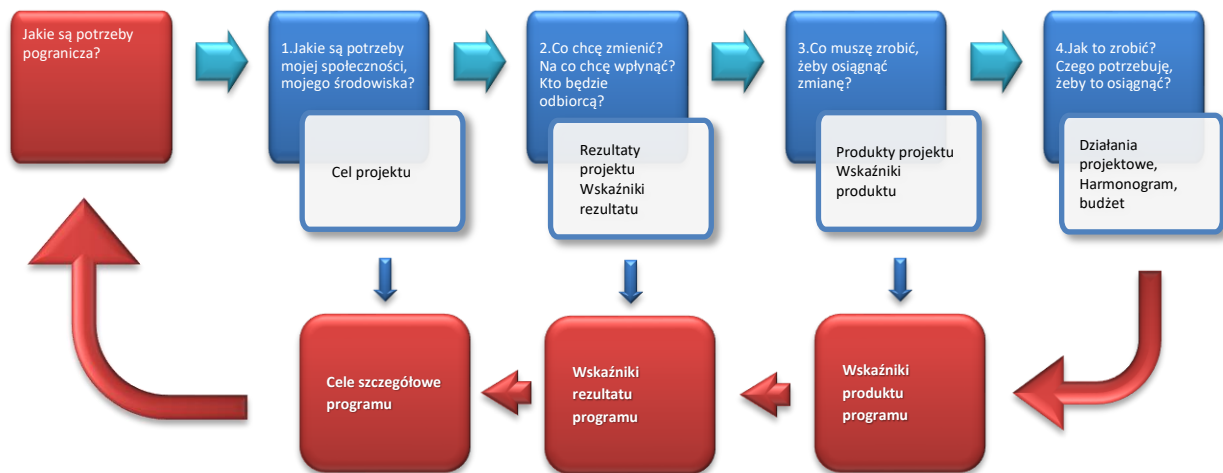 Jakie są potrzeby
pogranicza?
1.Jakie są potrzeby
mojej społeczności,
mojego środowiska?
Cel projektu
2.Co chcę zmienić?
Na co chcę wpłynąć?
Kto będzie
odbiorcą?
Rezultaty
projektu
Wskaźniki
rezultatu
3.Co muszę zrobić,
żeby osiągnąć
zmianę?
Produkty projektu
Wskaźniki
produktu
4.Jak to zrobić?
Czego potrzebuję,
żeby to osiągnąć?
Działania
projektowe,
Harmonogram,
budżet
Cele szczegółowe
programu
Wskaźniki
rezultatu
programu
Wskaźniki
produktu
programu